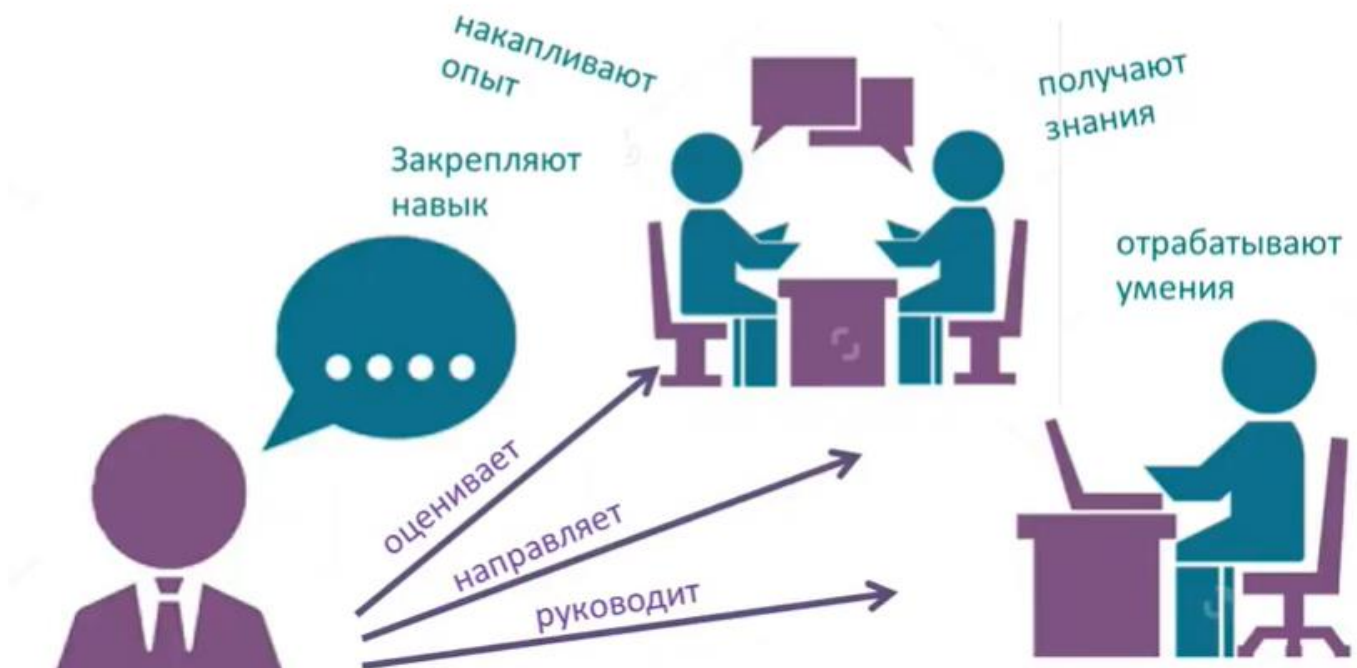 накапливают
опыт
получают
знания
Закрепляют
навык
отрабатывают
умения
оценивает
направляет
руководит